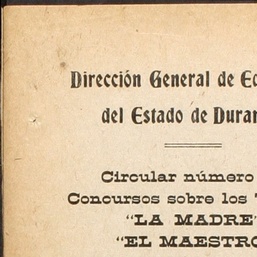 Dirección General de Ed
del Estado de Duran
Circular número
Concursos sobre los
"LA MADRE"
"EL MAESTRO